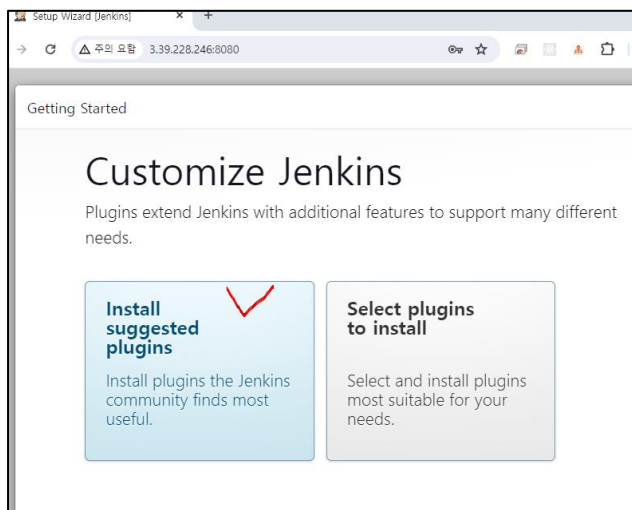 Setup Wizard [Jenkins]
주의 요함 3.39.228.246:8080
Getting Started
Customize Jenkins
Plugins extend Jenkins with additional features to support many different
needs.
Install
suggested
plugins
Install plugins the Jenkins
community finds most
useful.
Select plugins
to install
Select and install plugins
most suitable for your
needs.